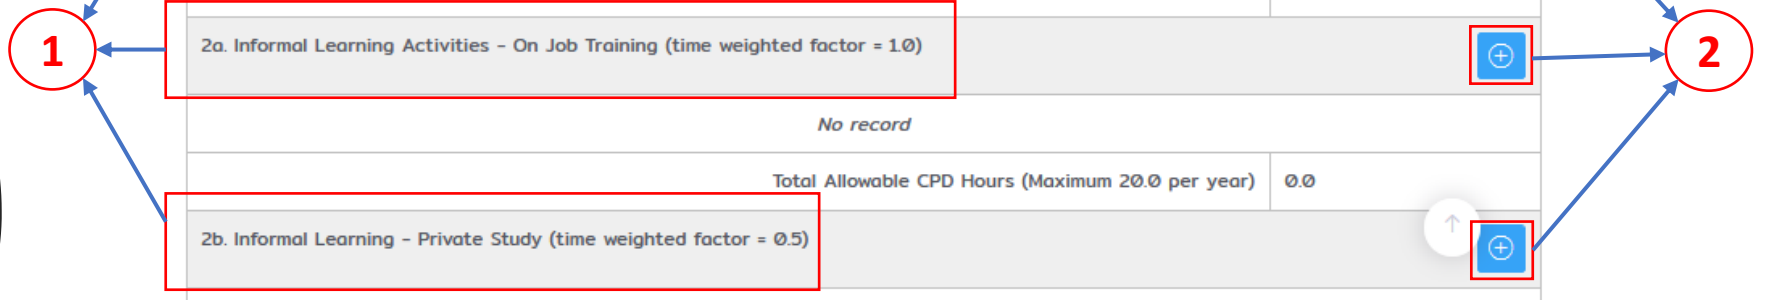 1
2a. Informal Learning Activities - On Job Training (time weighted factor = 1.0)
2
No record
Total Allowable CPD Hours (Maximum 20.0 per year) 0.0
2b. Informal Learning - Private Study (time weighted factor = 0.5)